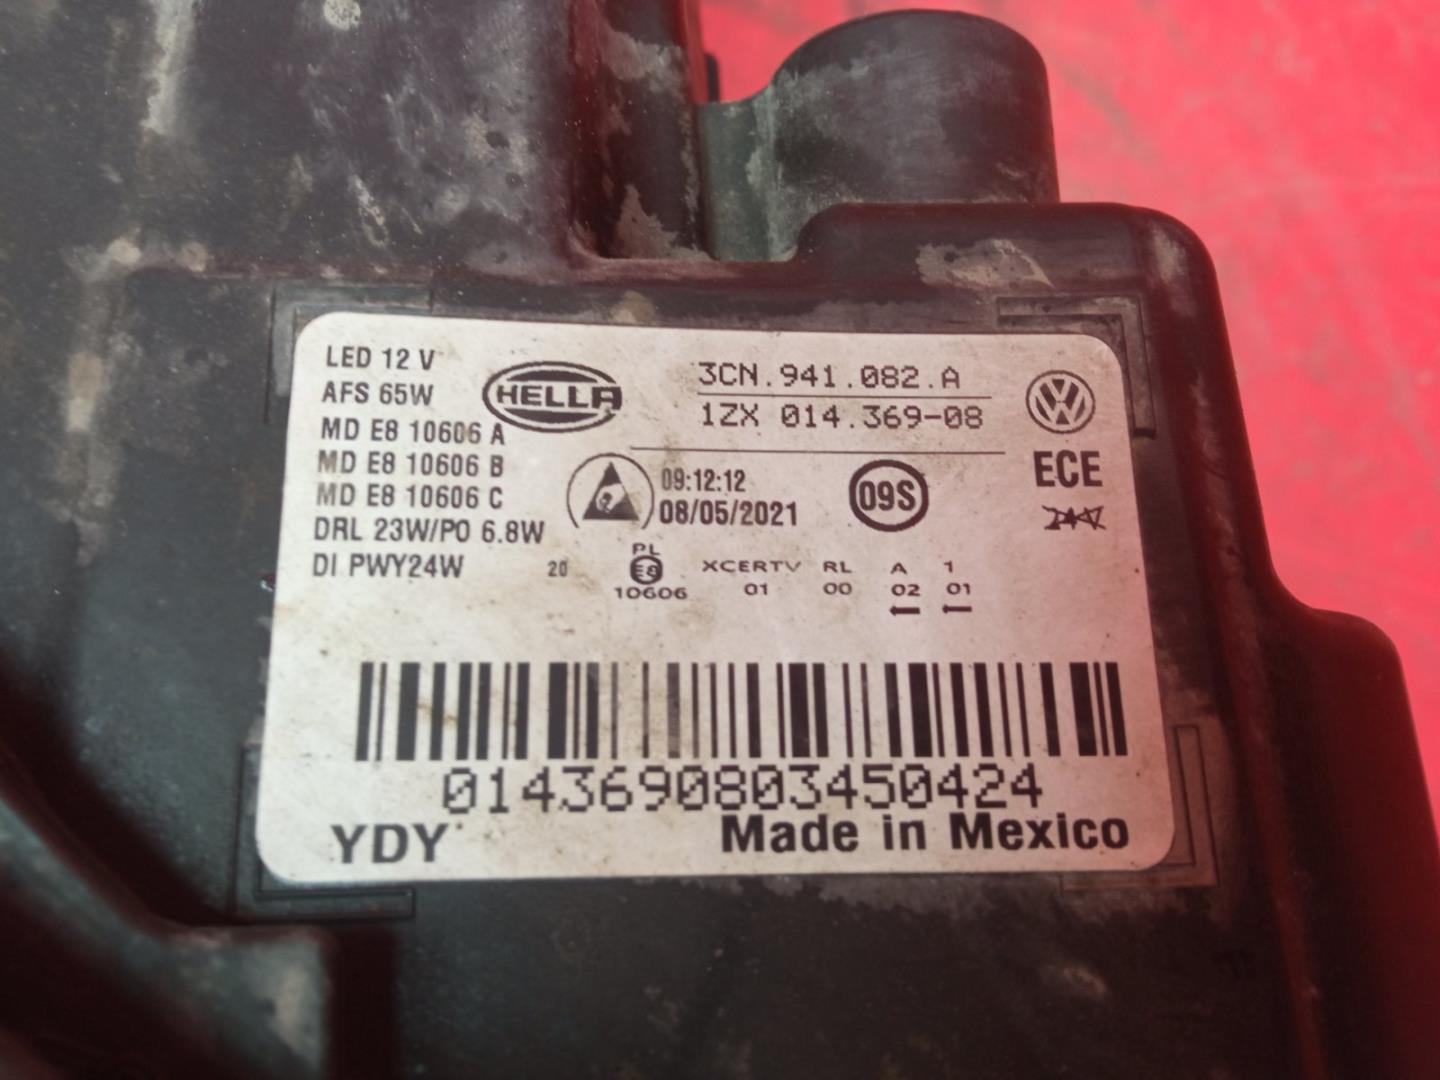 LED 12 V
AFS 65W
MD E8 10606 A
MD E8 10606 B
MD E8 10606 C
DRL 23W/PO 6.8W
DI PWY24W
HELLA
3CN.941.082.A
1ZX 014.369-08
09:12:12
08/05/2021
09S
ECE
20
PL
E8
10606
XCERTV RL A 1
01 00 02 01
0143690803450424
YDY
Made in Mexico